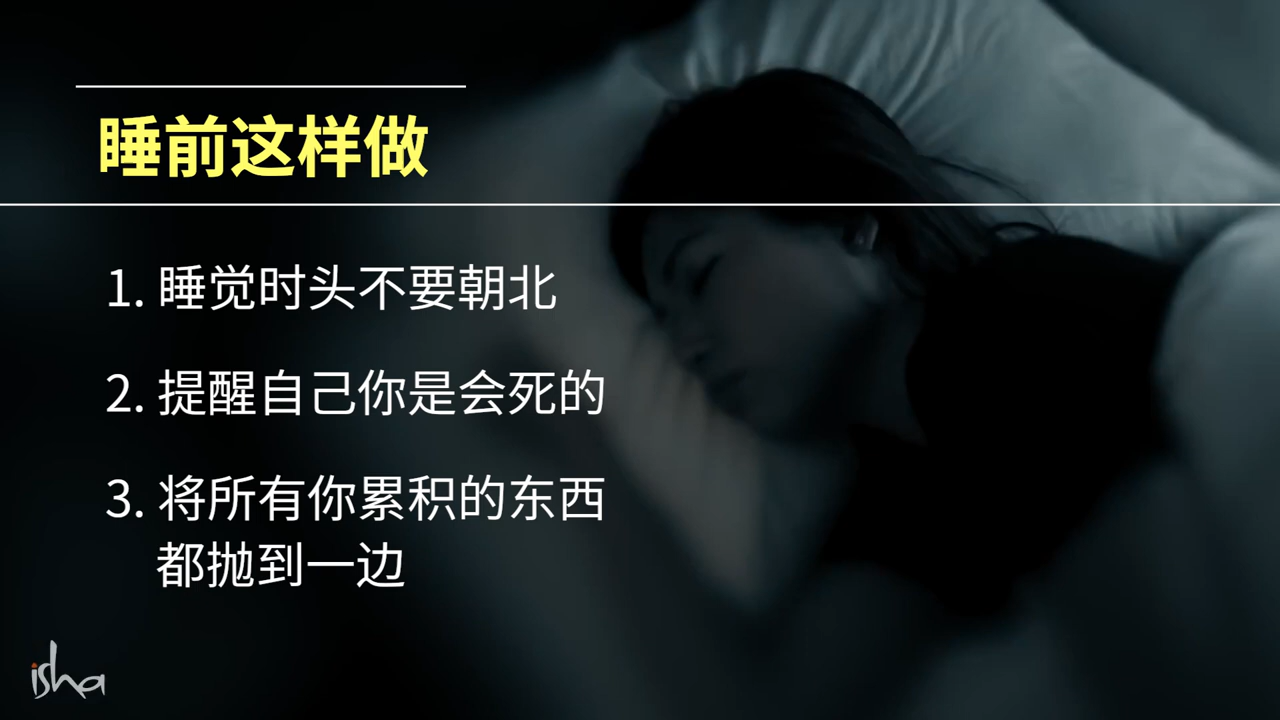 睡前这样做
1. 睡觉时头不要朝北
2. 提醒自己你是会死的
3. 将所有你累积的东西
都抛到一边
isha